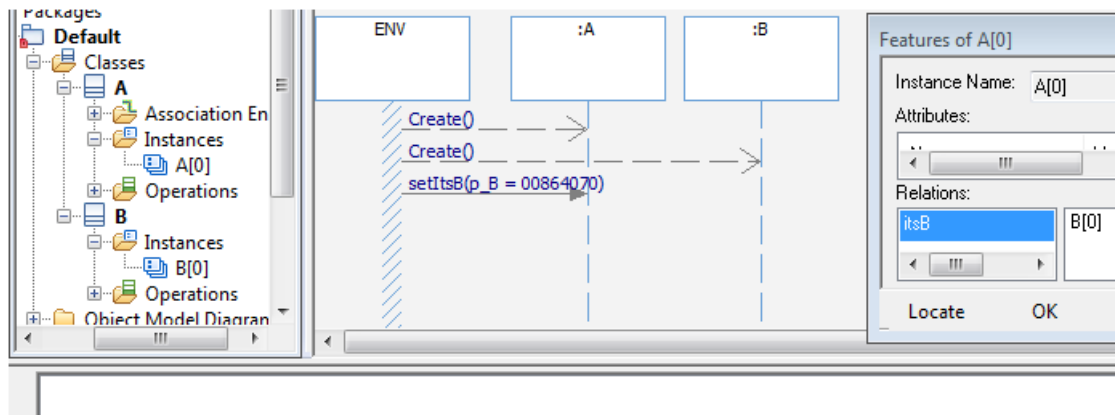 Packages
Default
Classes
A
Association En
Instances
A[0]
Operations
B
Instances
B[0]
Operations
Object Model Diagran
ENV
:A
:B
Create()
Create()
setItsB(p_B = 00864070)
Features of A[0]
Instance Name: A[0]
Attributes:
Relations:
itsB
B[0]
Locate OK